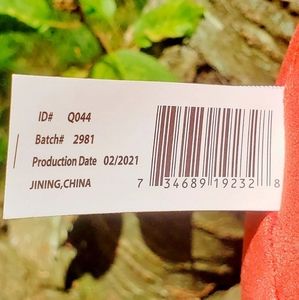 ID# Q044
Batch# 2981
Production Date 02/2021
JINING,CHINA
7 34689 19232 8